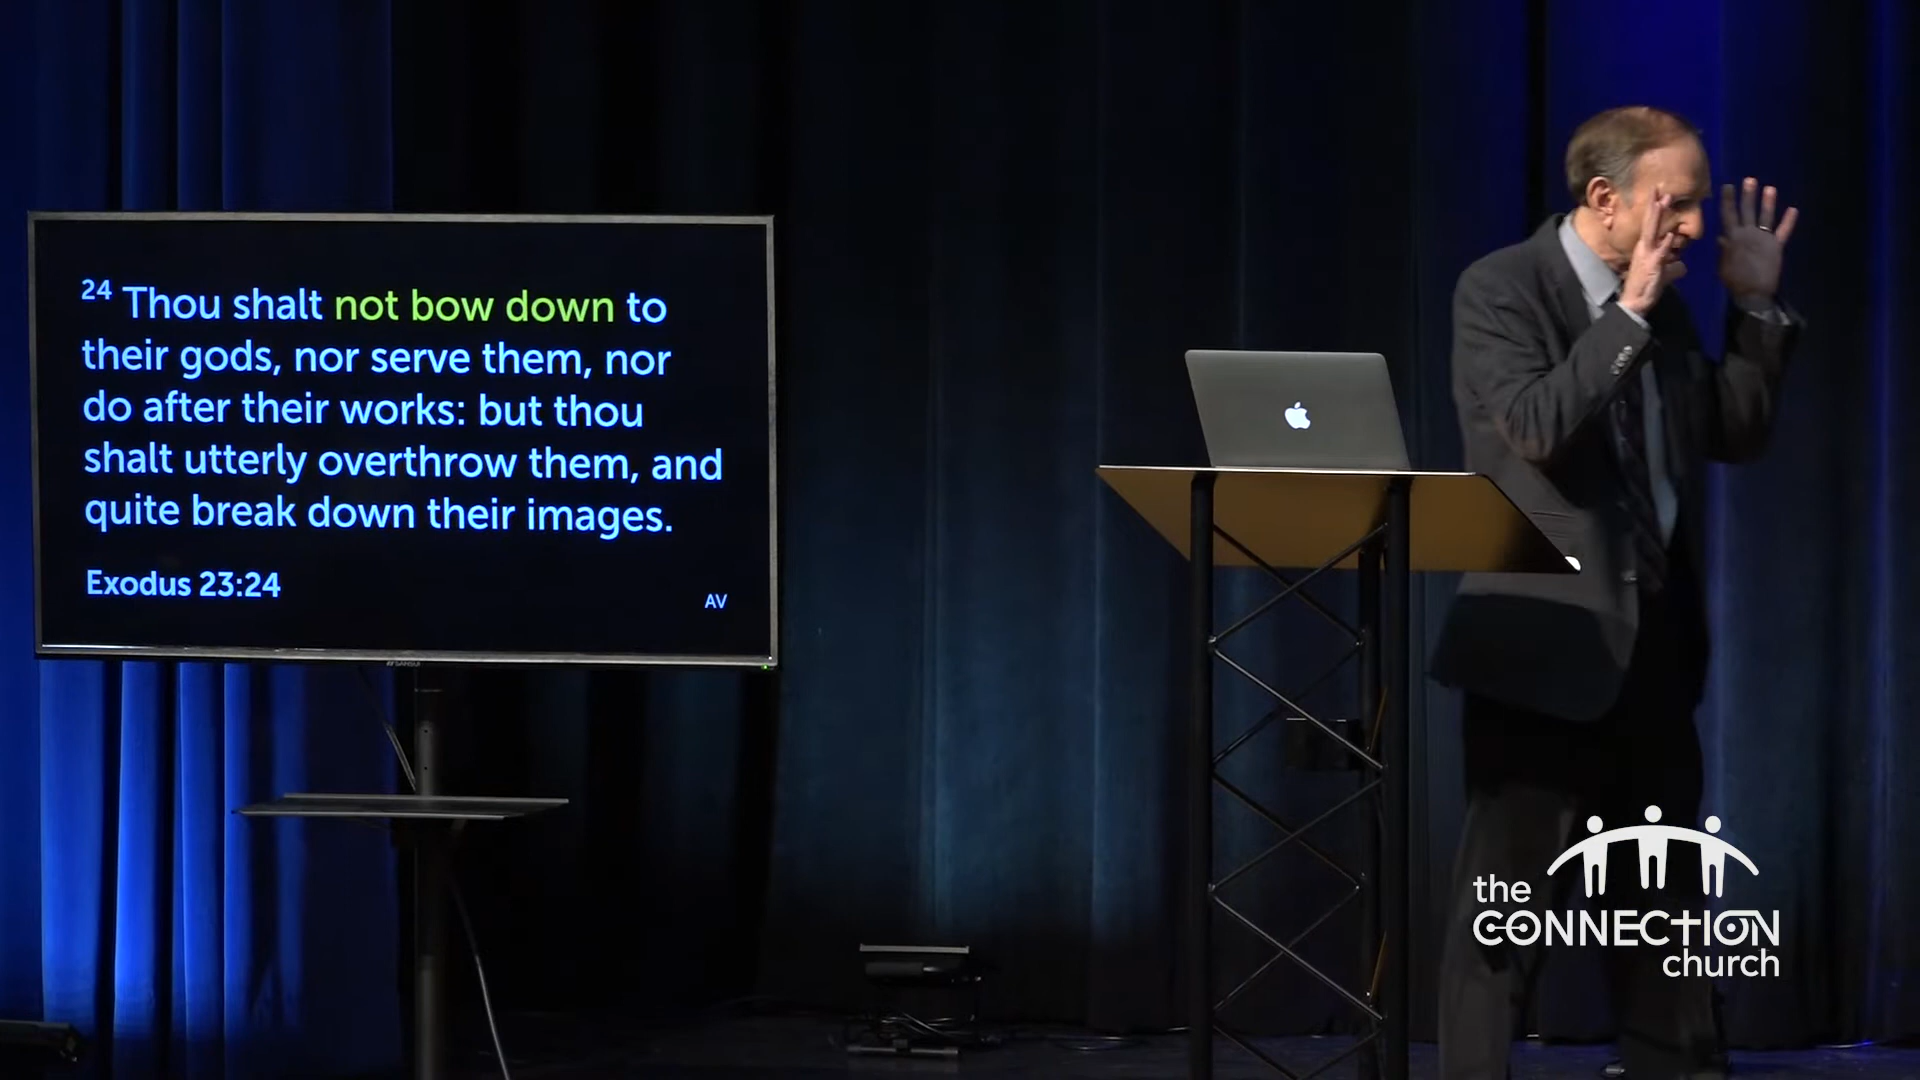 24 Thou shalt not bow down to
their gods, nor serve them, nor
do after their works: but thou
shalt utterly overthrow them, and
quite break down their images.
Exodus 23:24
AV
the
CONNECTION
church